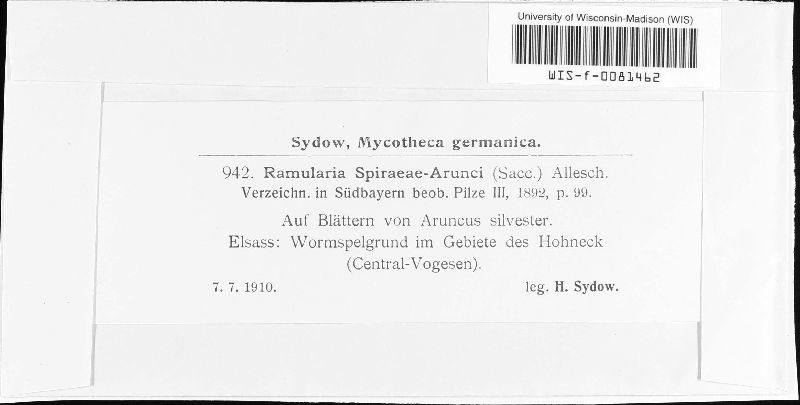 University of Wisconsin-Madison (WIS)
WIS-f-0081462
Sydow, Mycotheca germanica.
942. Ramularia Spiraeae-Arunci (Sacc.) Allesch.
Verzeichn. in Südbayern beob. Pilze III, 1892, p. 99.
Auf Blättern von Aruncus silvester.
Elsass: Wormspelgrund im Gebiete des Hohneck
(Central-Vogesen).
7. 7. 1910. leg. H. Sydow.